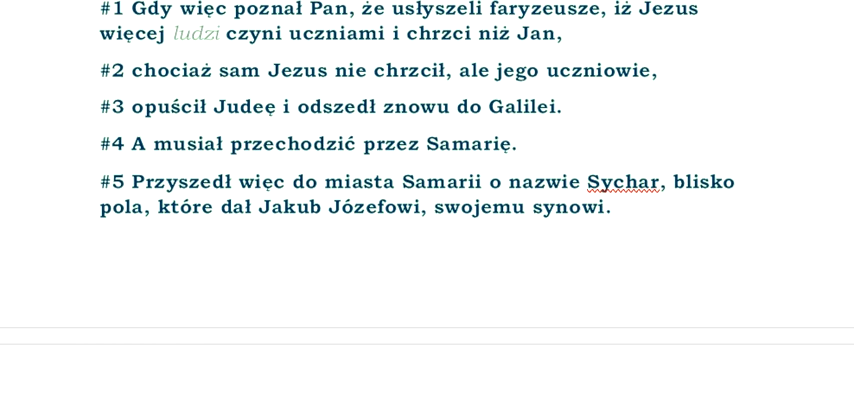 #1 Gdy więc poznał Pan, że usłyszeli faryzeusze, iż Jezus
więcej ludzi czyni uczniami i chrzci niż Jan,
#2 chociaż sam Jezus nie chrzcił, ale jego uczniowie,
#3 opuścił Judeę i odszedł znowu do Galilei.
#4 A musiał przechodzić przez Samarię.
#5 Przyszedł więc do miasta Samarii o nazwie Sychar, blisko
pola, które dał Jakub Józefowi, swojemu synowi.